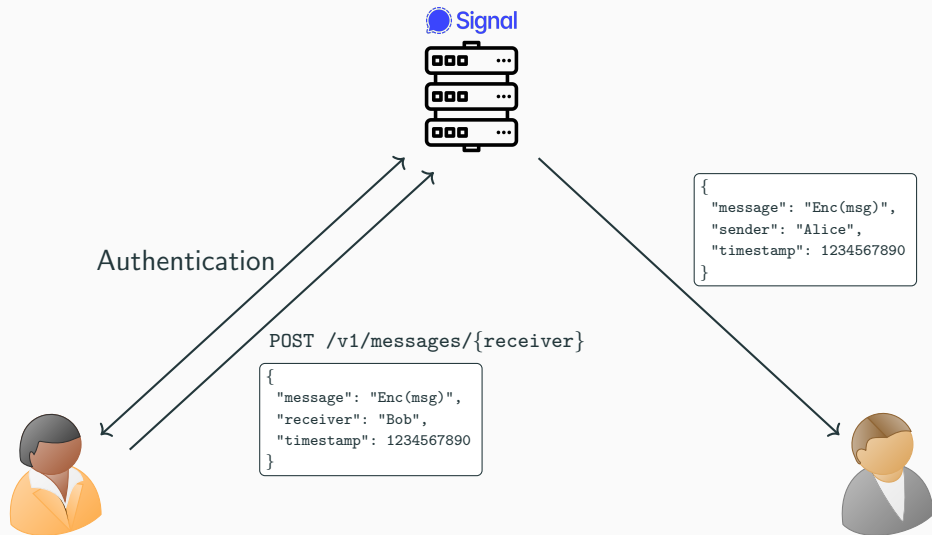 Signal
{
"message": "Enc(msg)",
"sender": "Alice",
"timestamp": 1234567890
}
Authentication
POST /v1/messages/{receiver}
{
"message": "Enc(msg)",
"receiver": "Bob",
"timestamp": 1234567890
}